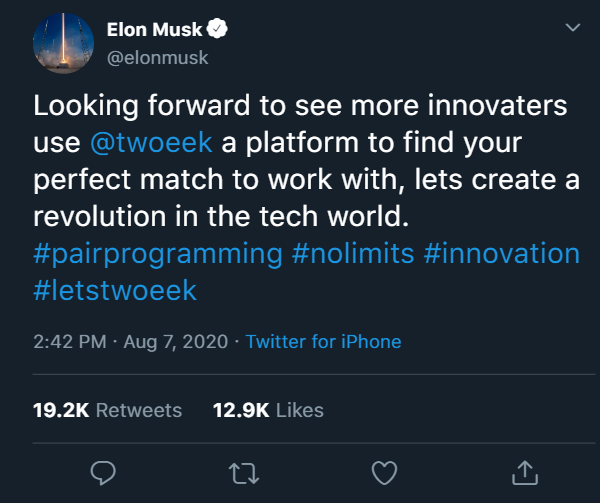 Elon Musk
@elonmusk
Looking forward to see more innovaters
use @twoeek a platform to find your
perfect match to work with, lets create a
revolution in the tech world.
#pairprogramming #nolimits #innovation
#letstwoeek
2:42 PM · Aug 7, 2020 · Twitter for iPhone
19.2K Retweets 12.9K Likes